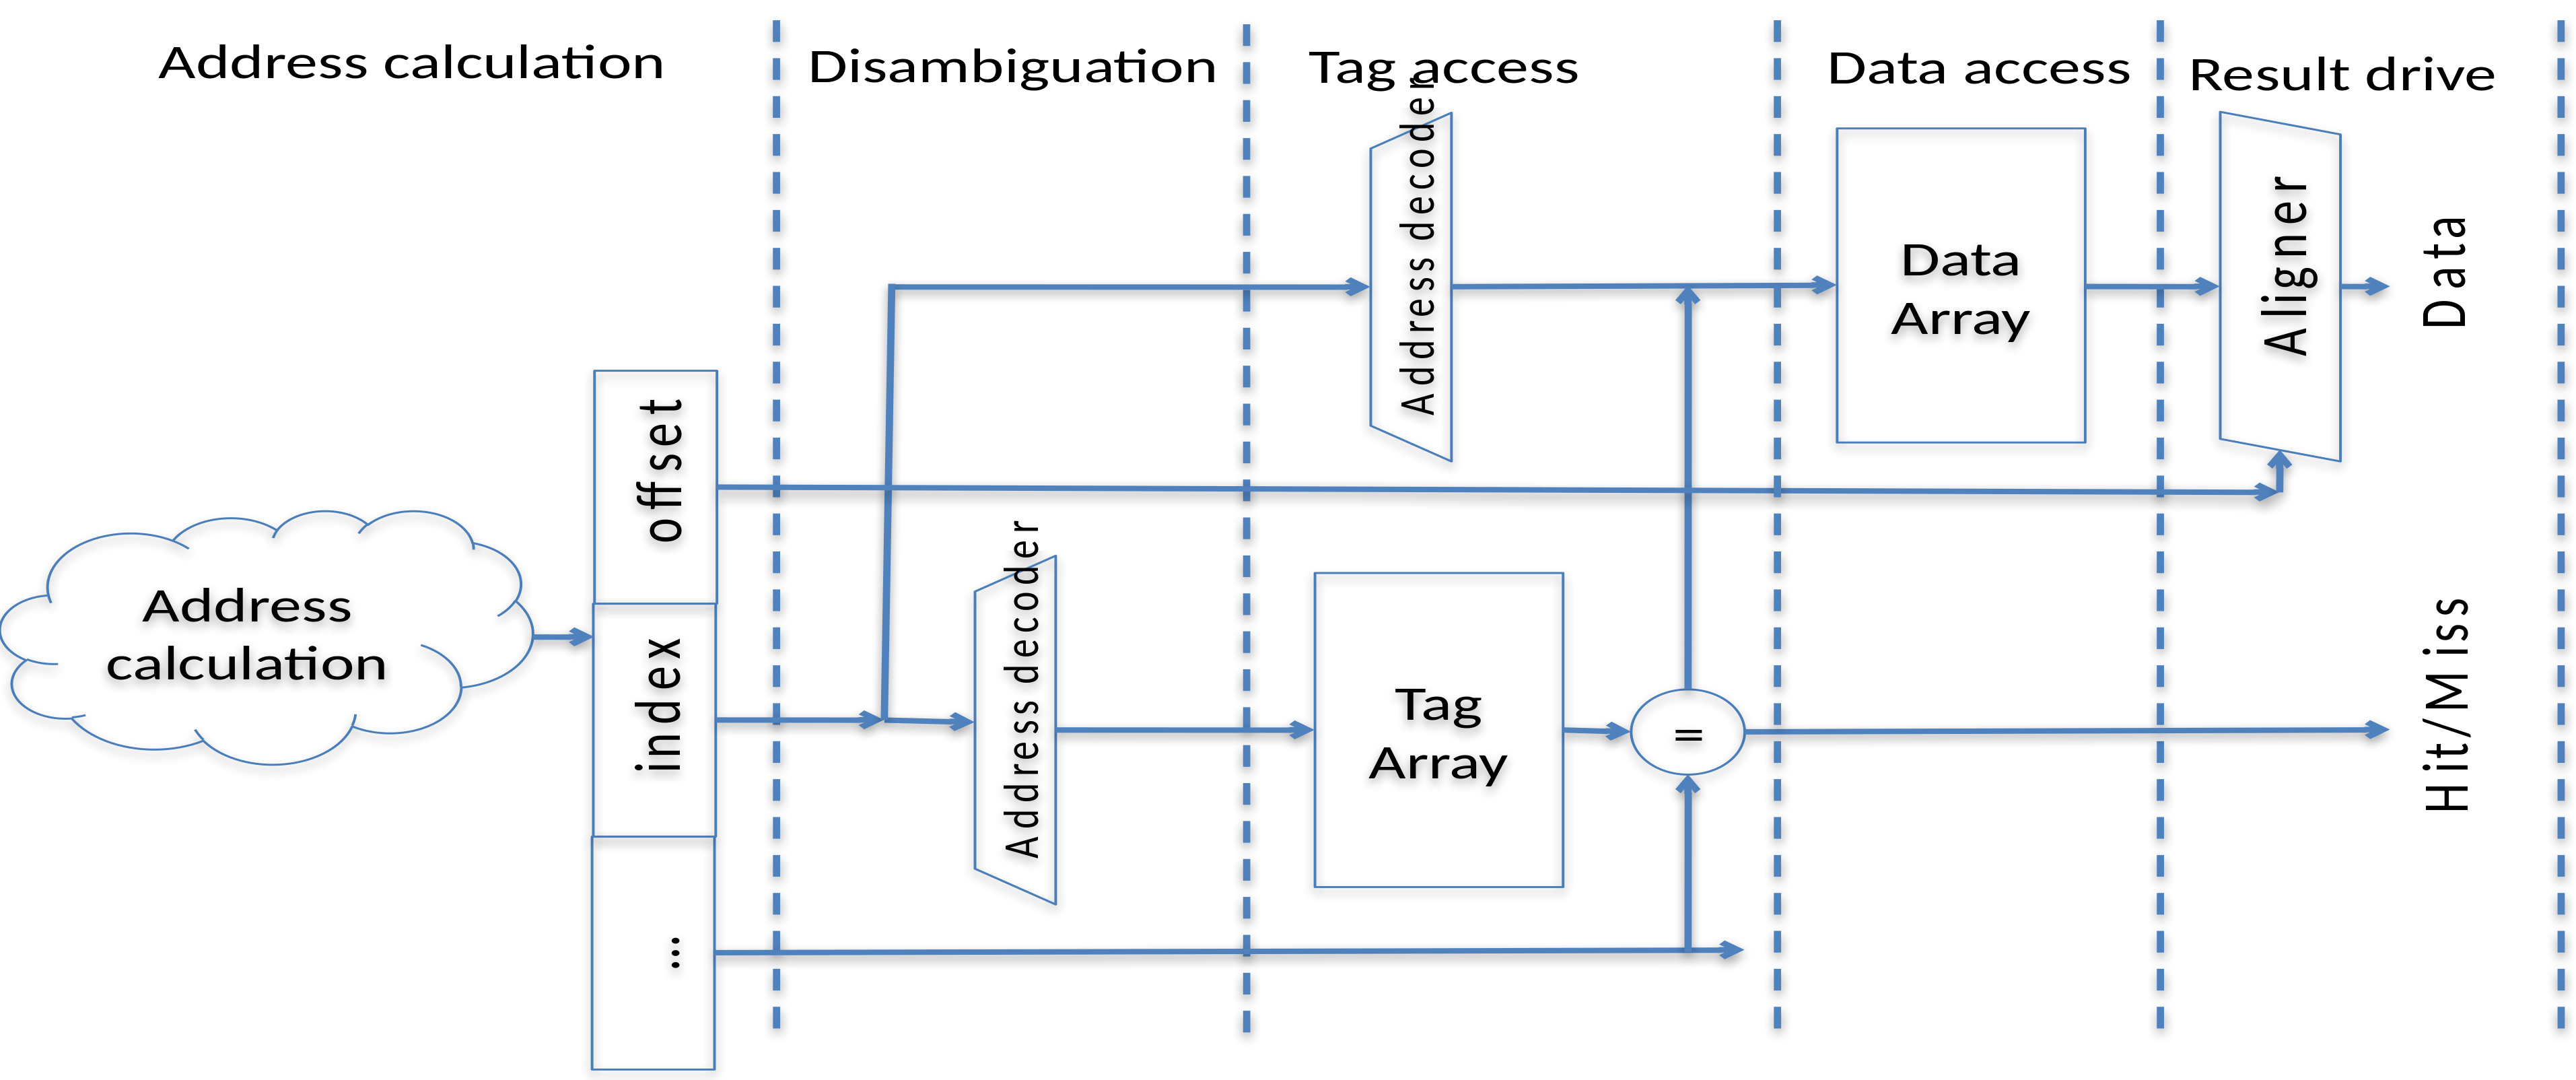 Address calculation
Disambiguation
Tag access
Data access
Result drive
Address decoder
Data
Array
Aligner
Data
offset
Address
calculation
index
Address decoder
Tag
Array
=
Hit/Miss
...